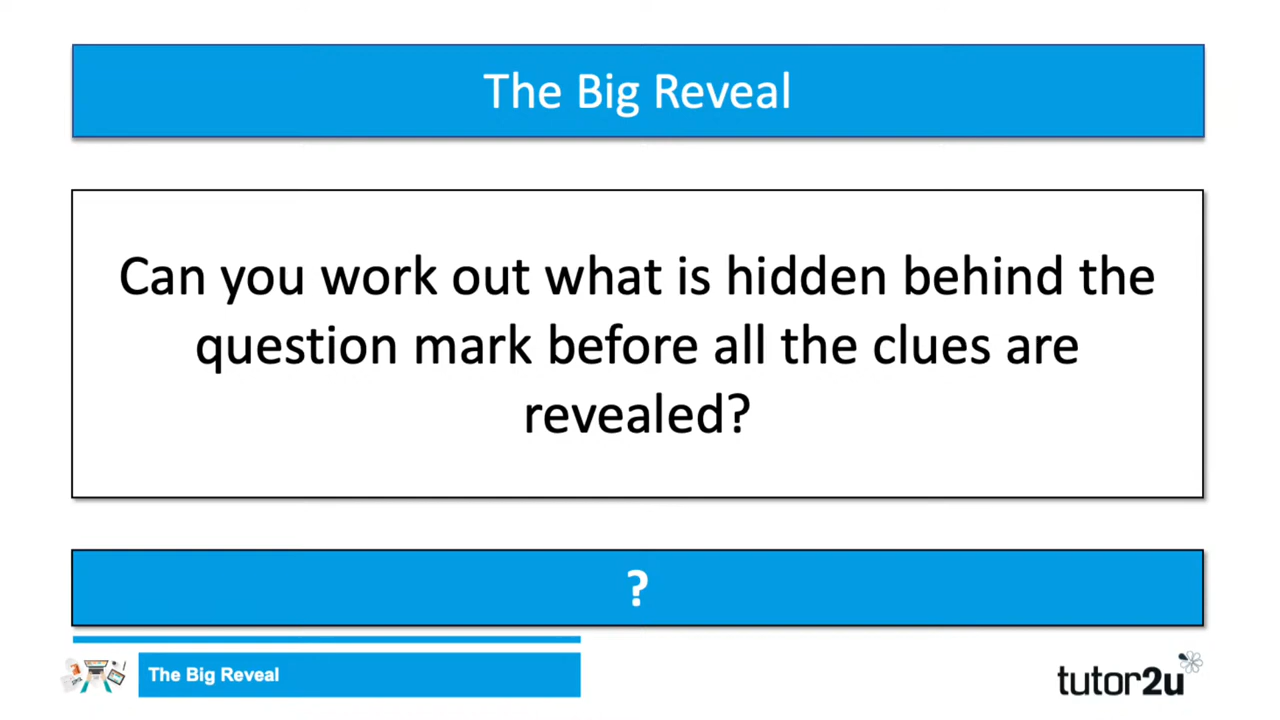 The Big Reveal
Can you work out what is hidden behind the
question mark before all the clues are
revealed?
?
The Big Reveal
tutor2u